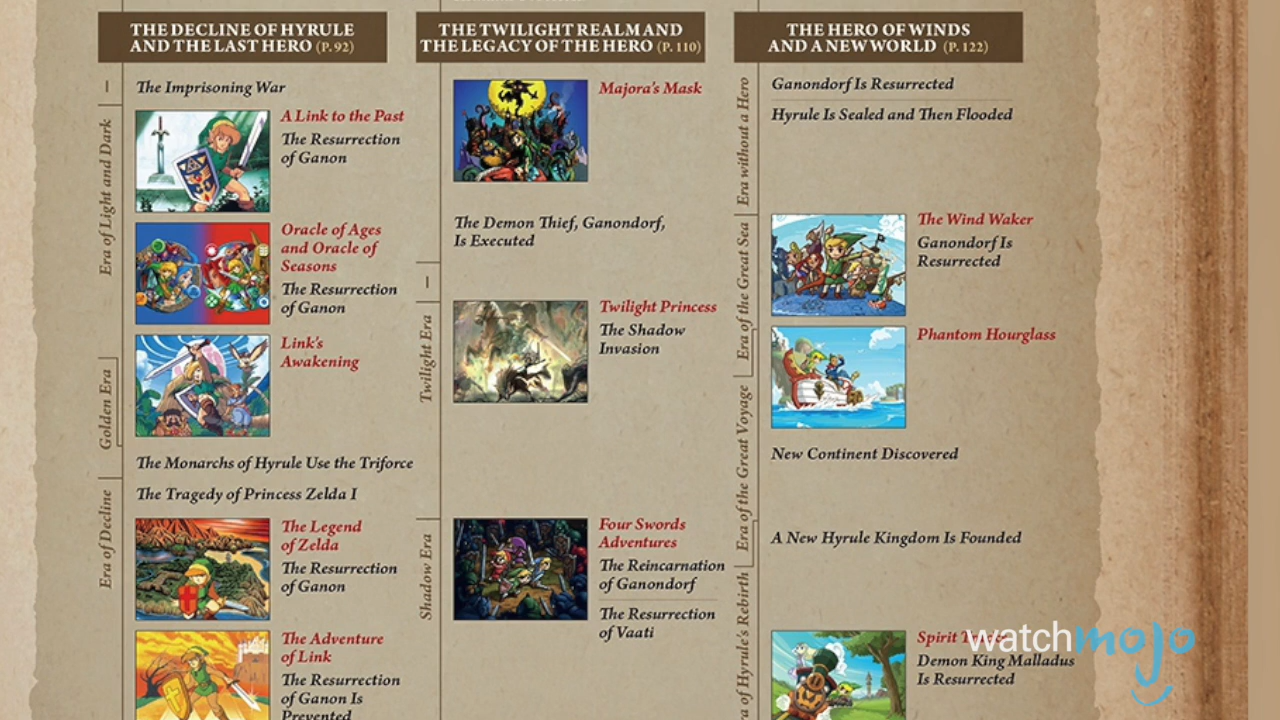 THE DECLINE OF HYRULE
AND THE LAST HERO (P. 92)
Era of Light and Dark
Golden Era
Era of Decline
The Imprisoning War
A Link to the Past
The Resurrection
of Ganon
Oracle of Ages
and Oracle of
Seasons
The Resurrection
of Ganon
Link's
Awakening
The Monarchs of Hyrule Use the Triforce
The Tragedy of Princess Zelda I
The Legend
of Zelda
The Resurrection
of Ganon
The Adventure
of Link
The Resurrection
of Ganon Is
Prevented
THE TWILIGHT REALM AND
THE LEGACY OF THE HERO (P. 110)
Twilight Era
Shadow Era
Majora's Mask
The Demon Thief, Ganondorf,
Is Executed
Twilight Princess
The Shadow
Invasion
Four Swords
Adventures
The Reincarnation
of Ganondorf
The Resurrection
of Vaati
THE HERO OF WINDS
AND A NEW WORLD (P. 122)
Era without a Hero
Era of the Great Sea
Era of the Great Voyage
of Hyrule's Rebirth
Ganondorf Is Resurrected
Hyrule Is Sealed and Then Flooded
The Wind Waker
Ganondorf Is
Resurrected
Phantom Hourglass
New Continent Discovered
A New Hyrule Kingdom Is Founded
Spirit
Demon King Malladus
Is Resurrected
watchmojo